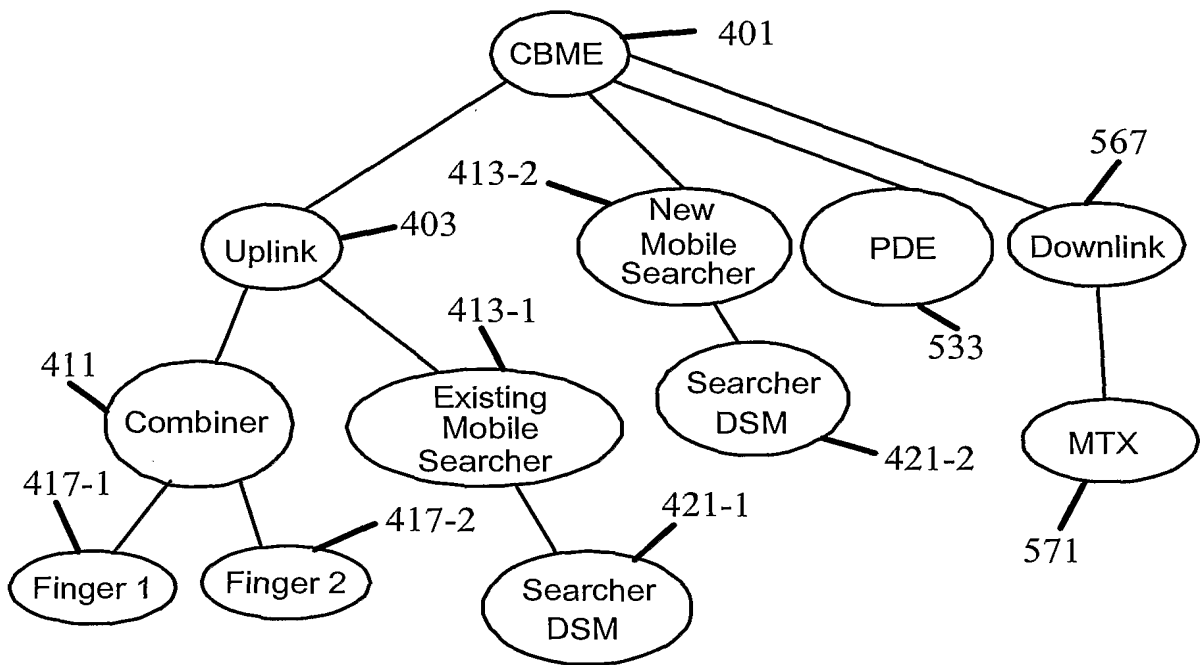 CBME
401
567
413-2
New
Mobile
Searcher
403
Uplink
PDE
Downlink
413-1
533
411
Combiner
Existing
Mobile
Searcher
Searcher
DSM
MTX
421-2
417-1
417-2
421-1
571
Finger 1
Finger 2
Searcher
DSM